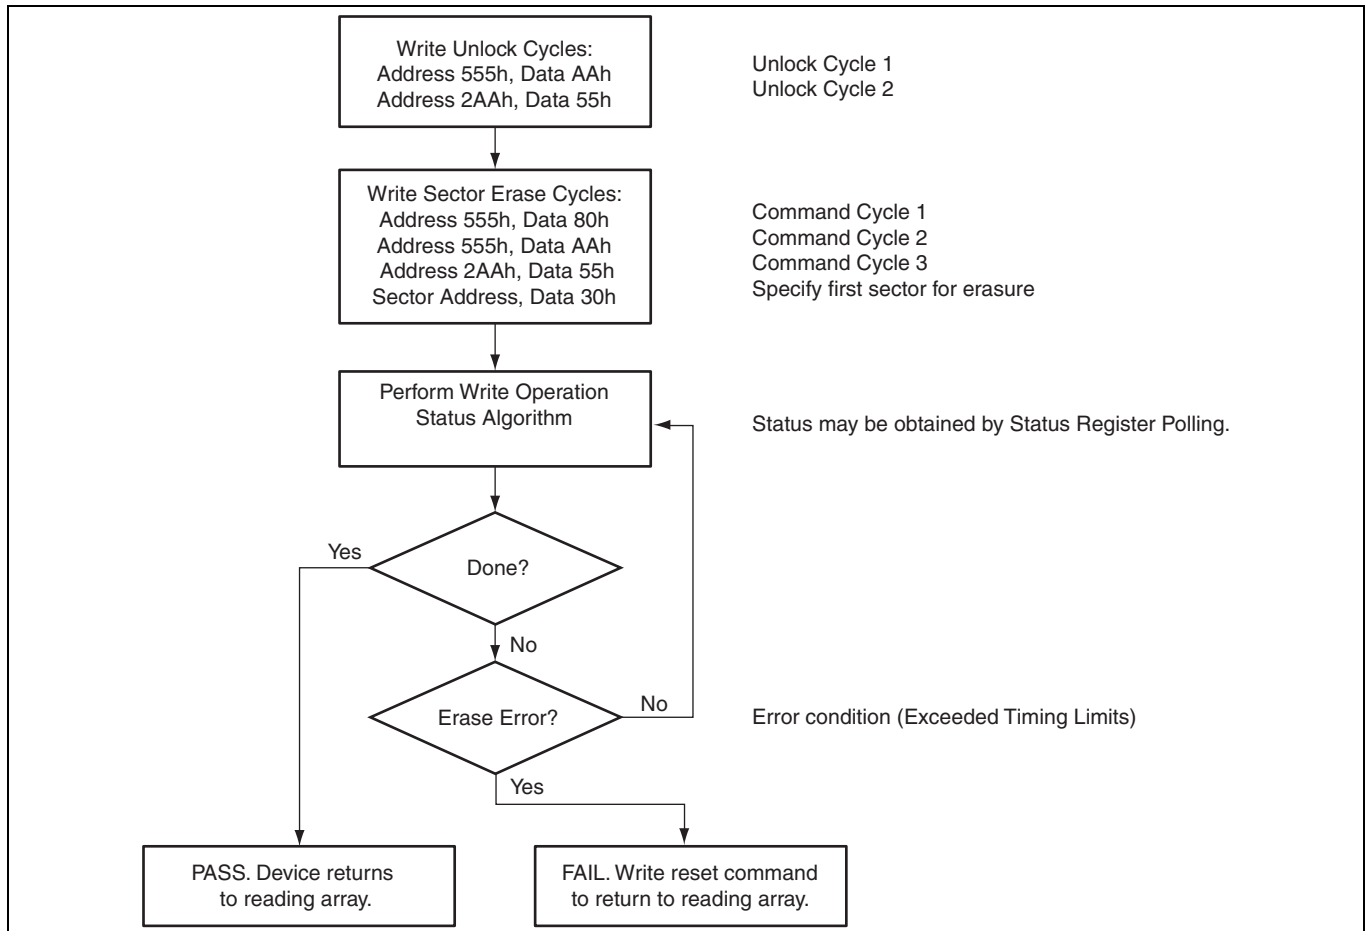 Write Unlock Cycles:
Address 555h, Data AAh
Address 2AAh, Data 55h
Unlock Cycle 1
Unlock Cycle 2
Write Sector Erase Cycles:
Address 555h, Data 80h
Address 555h, Data AAh
Address 2AAh, Data 55h
Sector Address, Data 30h
Command Cycle 1
Command Cycle 2
Command Cycle 3
Specify first sector for erasure
Perform Write Operation
Status Algorithm
Status may be obtained by Status Register Polling.
Yes
Done?
No
Erase Error?
No
Error condition (Exceeded Timing Limits)
Yes
PASS. Device returns
to reading array.
FAIL. Write reset command
to return to reading array.